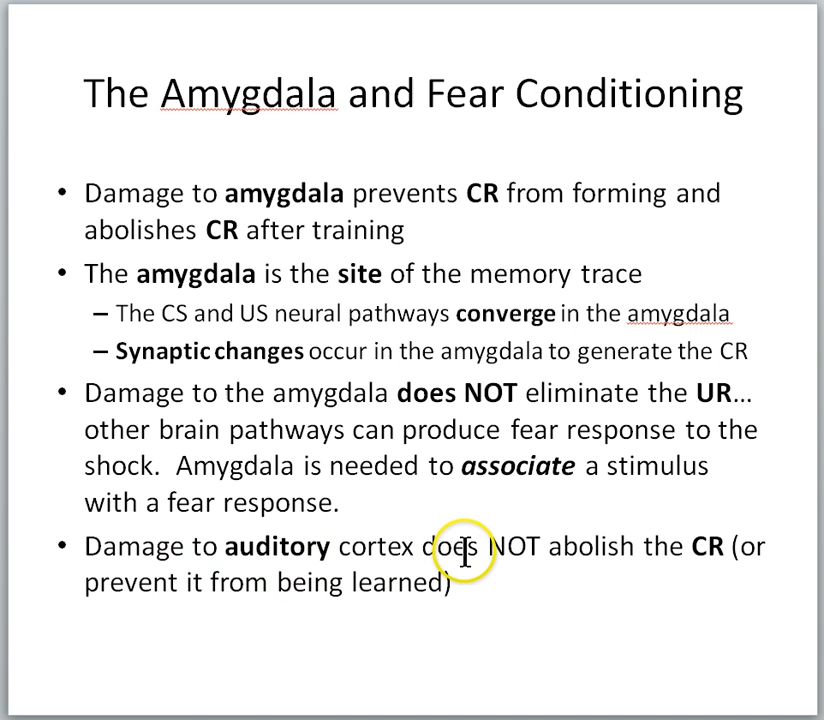 The Amygdala and Fear Conditioning
• Damage to amygdala prevents CR from forming and
abolishes CR after training
• The amygdala is the site of the memory trace
– The CS and US neural pathways converge in the amygdala
– Synaptic changes occur in the amygdala to generate the CR
• Damage to the amygdala does NOT eliminate the UR...
other brain pathways can produce fear response to the
shock.  Amygdala is needed to associate a stimulus
with a fear response.
• Damage to auditory cortex does NOT abolish the CR (or
prevent it from being learned)